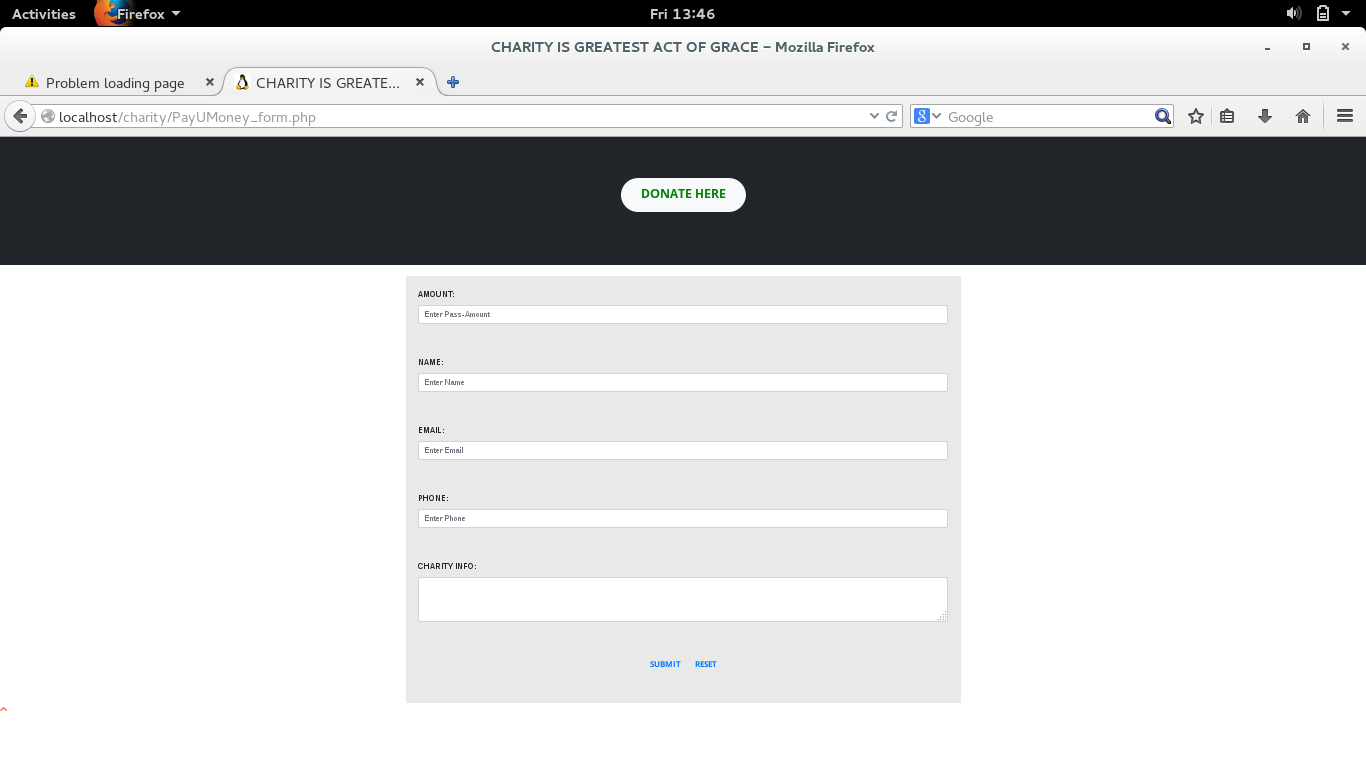 Activities Firefox Fri 13:46
CHARITY IS GREATEST ACT OF GRACE - Mozilla Firefox
Problem loading page CHARITY IS GREATE...
localhost/charity/PayUMoney_form.php Google
DONATE HERE
AMOUNT:
Enter Pass-Amount
NAME:
Enter Name
EMAIL:
Enter Email
PHONE:
Enter Phone
CHARITY INFO:
SUBMIT RESET